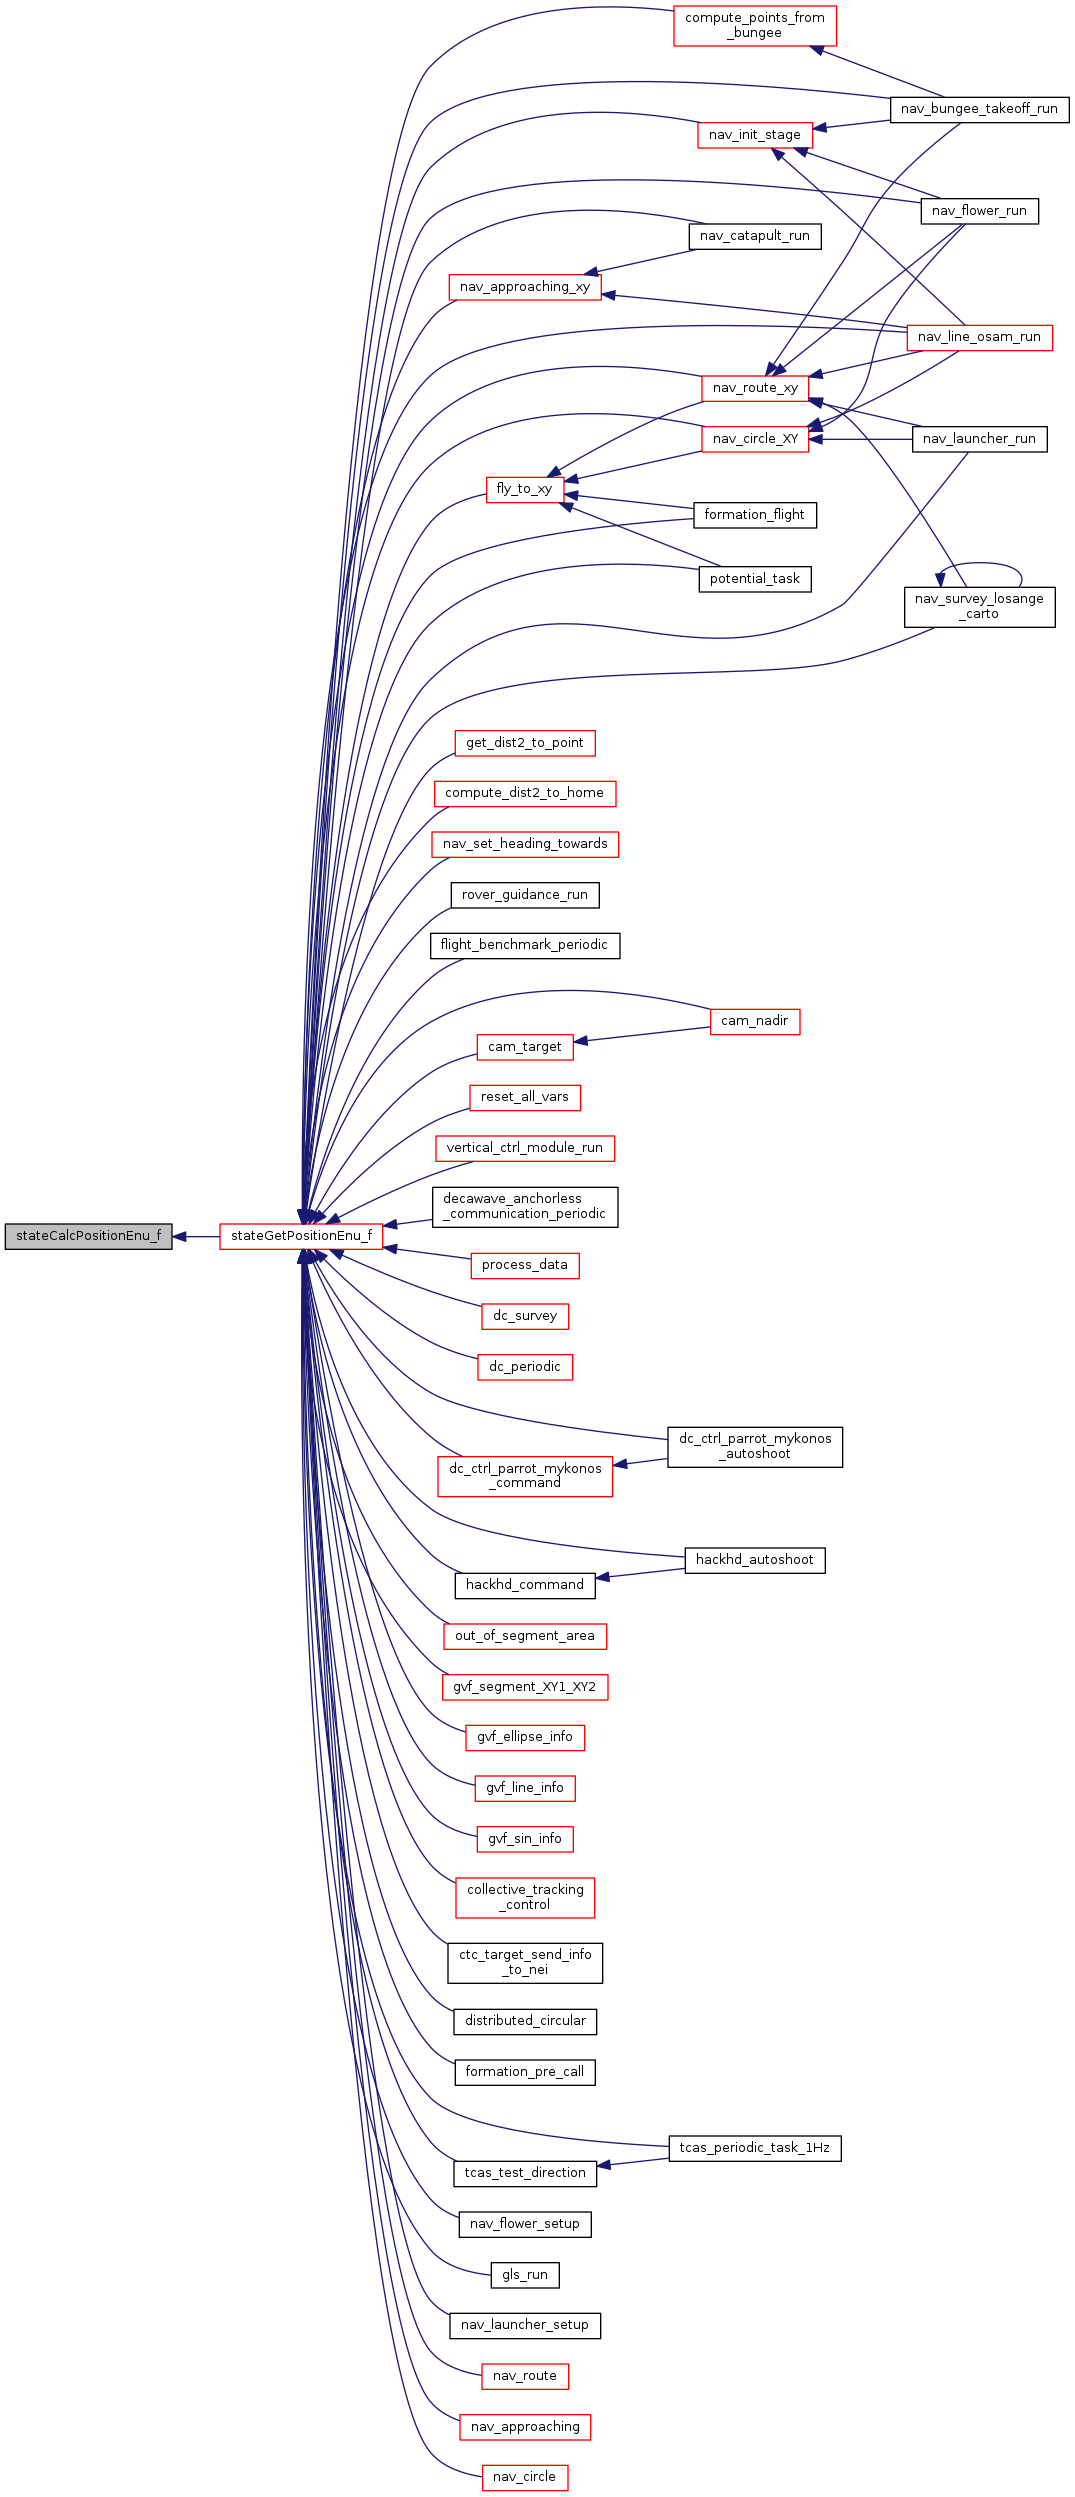 compute_points_from
_bungee
nav_bungee_takeoff_run
nav_init_stage
nav_flower_run
nav_catapult_run
nav_approaching_xy
nav_line_osam_run
nav_route_xy
nav_circle_XY
nav_launcher_run
fly_to_xy
formation_flight
potential_task
nav_survey_losange
_carto
get_dist2_to_point
compute_dist2_to_home
nav_set_heading_towards
rover_guidance_run
flight_benchmark_periodic
cam_nadir
cam_target
reset_all_vars
vertical_ctrl_module_run
decawave_anchorless
_communication_periodic
stateCalcPositionEnu_f
stateGetPositionEnu_f
process_data
dc_survey
dc_periodic
dc_ctrl_parrot_mykonos
_autoshoot
dc_ctrl_parrot_mykonos
_command
hackhd_autoshoot
hackhd_command
out_of_segment_area
gvf_segment_XY1_XY2
gvf_ellipse_info
gvf_line_info
gvf_sin_info
collective_tracking
_control
ctc_target_send_info
_to_nei
distributed_circular
formation_pre_call
tcas_periodic_task_1Hz
tcas_test_direction
nav_flower_setup
gls_run
nav_launcher_setup
nav_route
nav_approaching
nav_circle